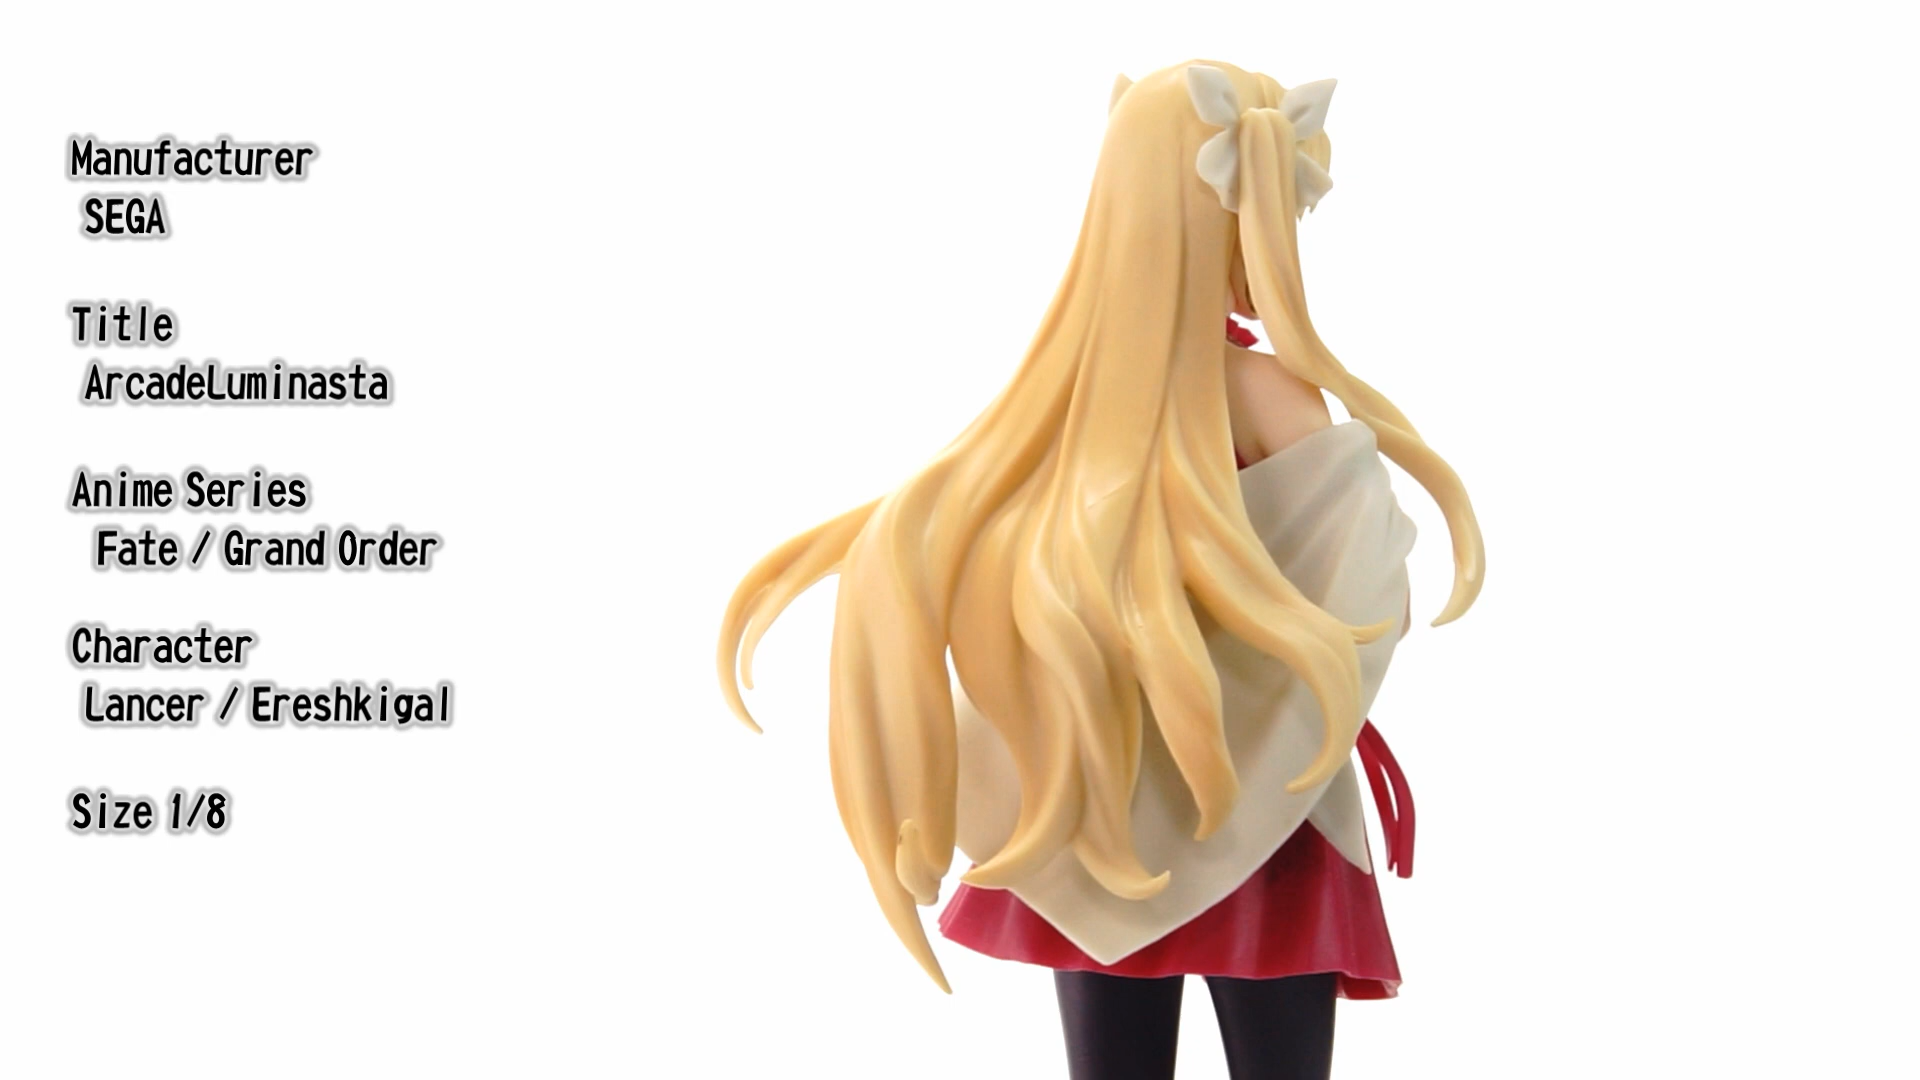 Manufacturer
SEGA
Title
ArcadeLuminasta
Anime Series
Fate / Grand Order
Character
Lancer / Ereshkigal
Size 1/8